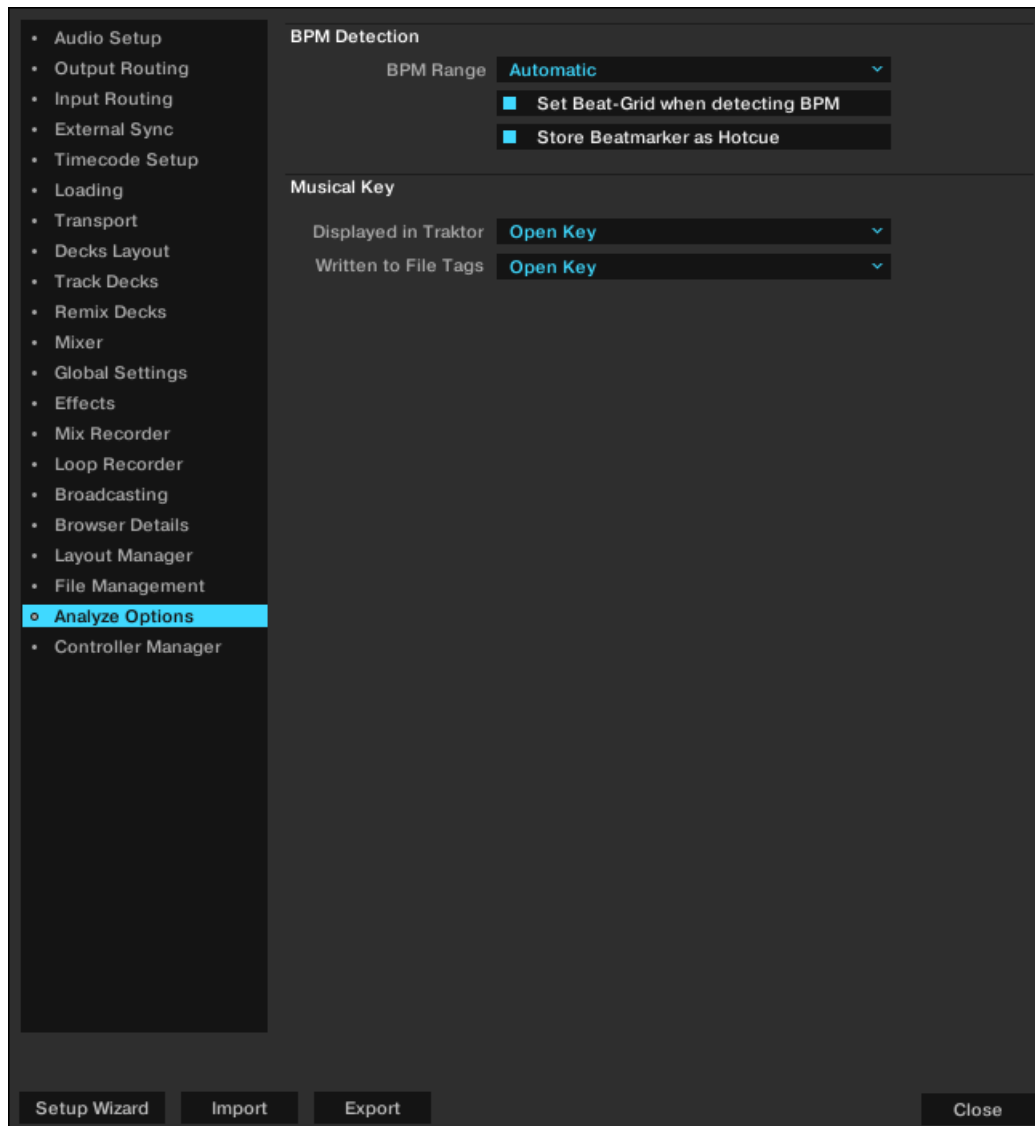 Audio Setup
Output Routing
Input Routing
External Sync
Timecode Setup
Loading
Transport
Decks Layout
Track Decks
Remix Decks
Mixer
Global Settings
Effects
Mix Recorder
Loop Recorder
Broadcasting
Browser Details
Layout Manager
File Management
Analyze Options
Controller Manager
BPM Detection
BPM Range Automatic
Set Beat-Grid when detecting BPM
Store Beatmarker as Hotcue
Musical Key
Displayed in Traktor Open Key
Written to File Tags Open Key
Setup Wizard Import Export Close